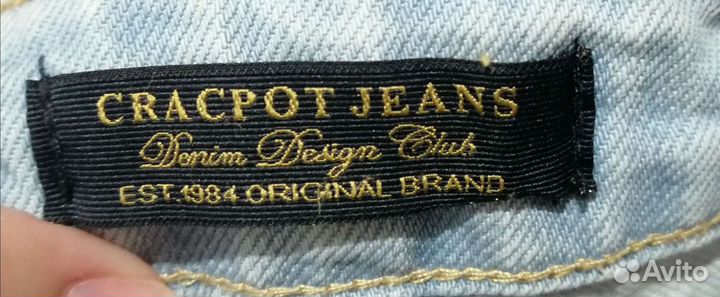 CRACPOT JEANS
Denim Design Club
EST.1984.ORIGINAL BRAND
Avito